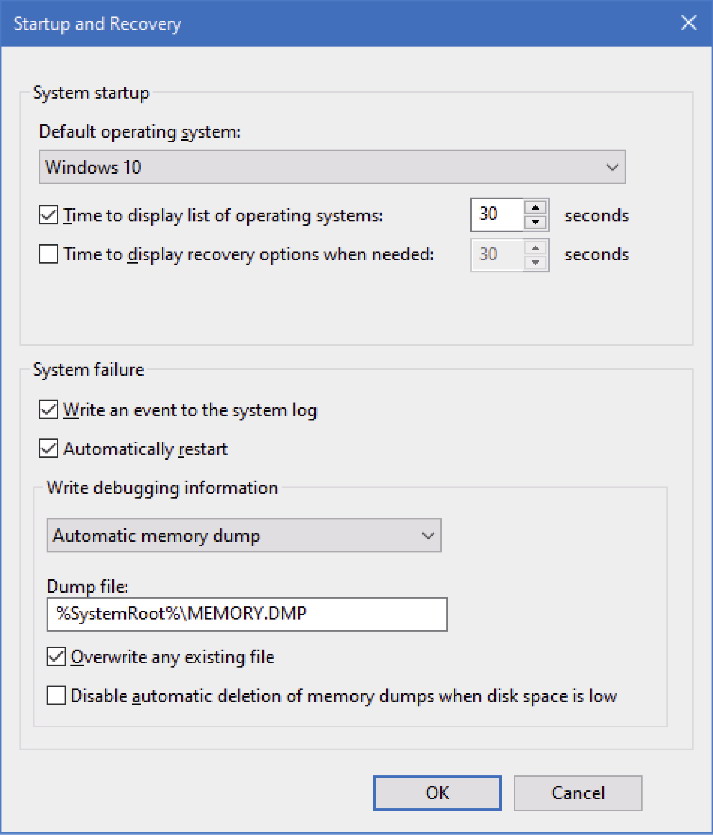 Startup and Recovery
System startup
Default operating system:
Windows 10
Time to display list of operating systems: 30 seconds
Time to display recovery options when needed: 30 seconds
System failure
Write an event to the system log
Automatically restart
Write debugging information
Automatic memory dump
Dump file:
%SystemRoot%\MEMORY.DMP
Overwrite any existing file
Disable automatic deletion of memory dumps when disk space is low
OK Cancel